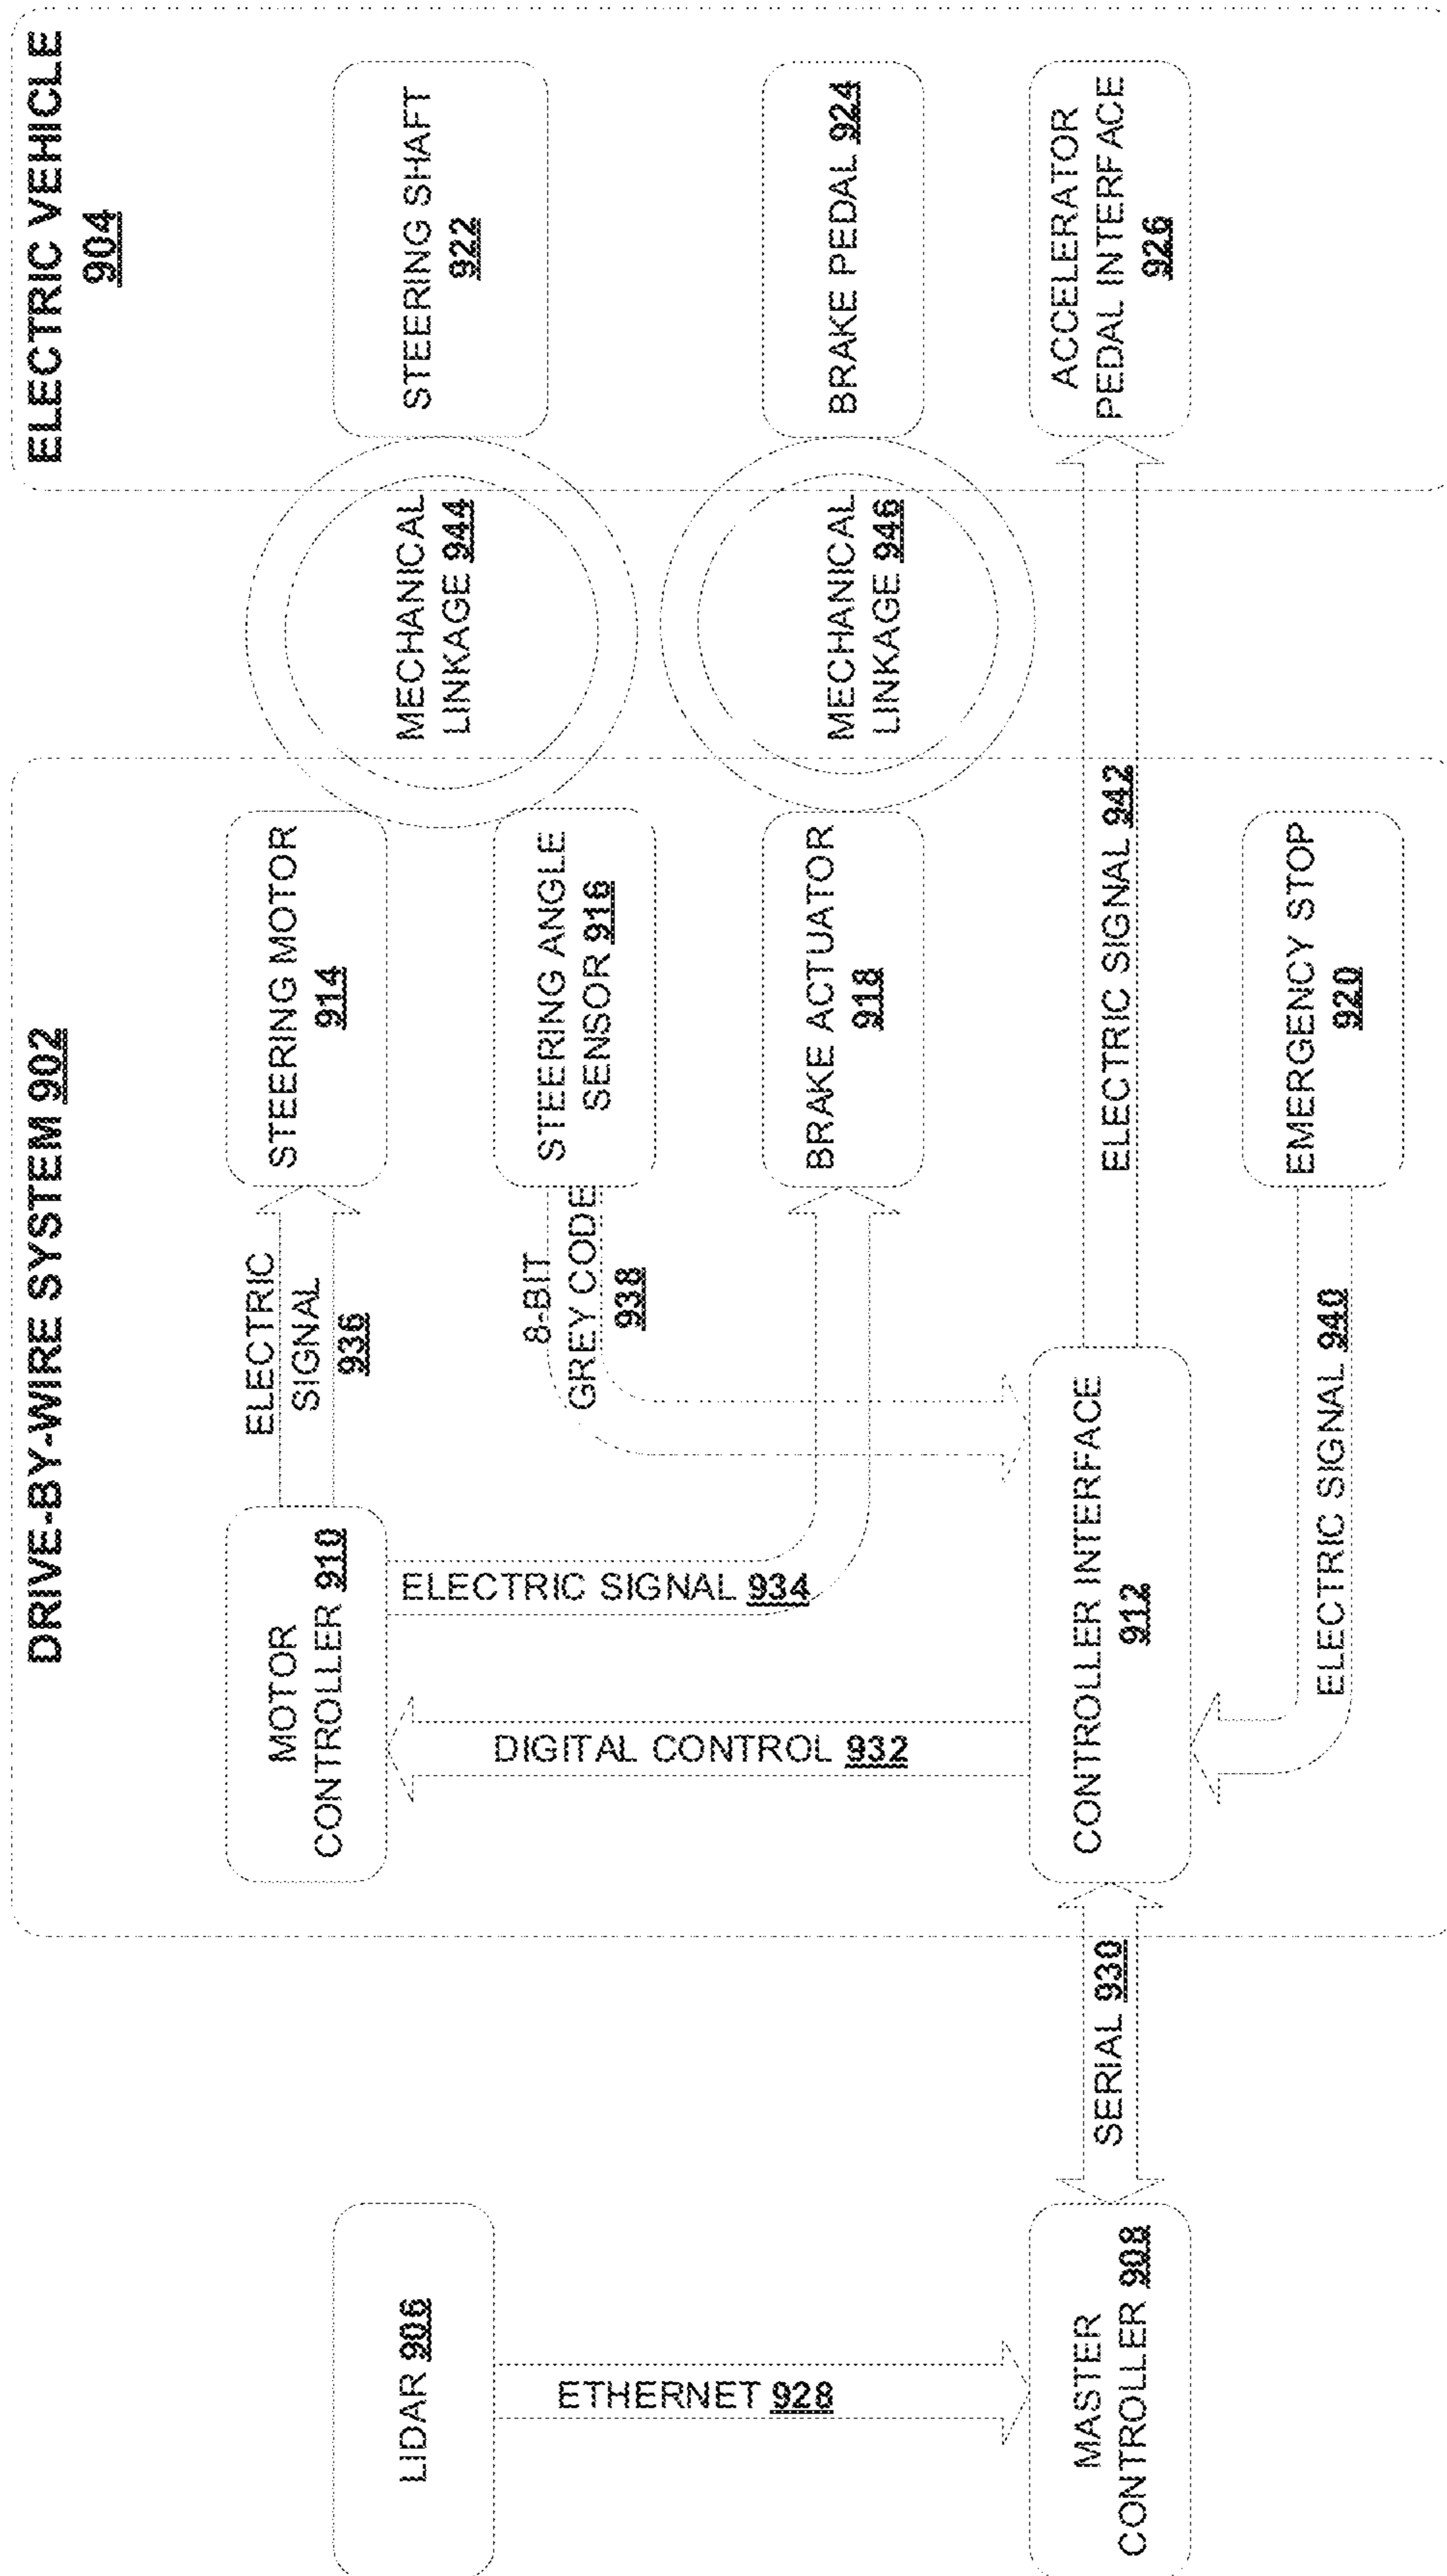 DRIVE-BY-WIRE SYSTEM 902
ELECTRIC VEHICLE
904
LIDAR 906
ETHERNET 928
MASTER
CONTROLLER 908
SERIAL 930
MOTOR
CONTROLLER 910
ELECTRIC
SIGNAL
936
STEERING MOTOR
914
ELECTRIC SIGNAL 934
DIGITAL CONTROL 932
8-BIT
GREY CODE
938
STEERING ANGLE
SENSOR 916
BRAKE ACTUATOR
918
CONTROLLER INTERFACE
912
ELECTRIC SIGNAL 942
ELECTRIC SIGNAL 940
EMERGENCY STOP
920
MECHANICAL
LINKAGE 944
MECHANICAL
LINKAGE 946
STEERING SHAFT
922
BRAKE PEDAL 924
ACCELERATOR
PEDAL INTERFACE
926